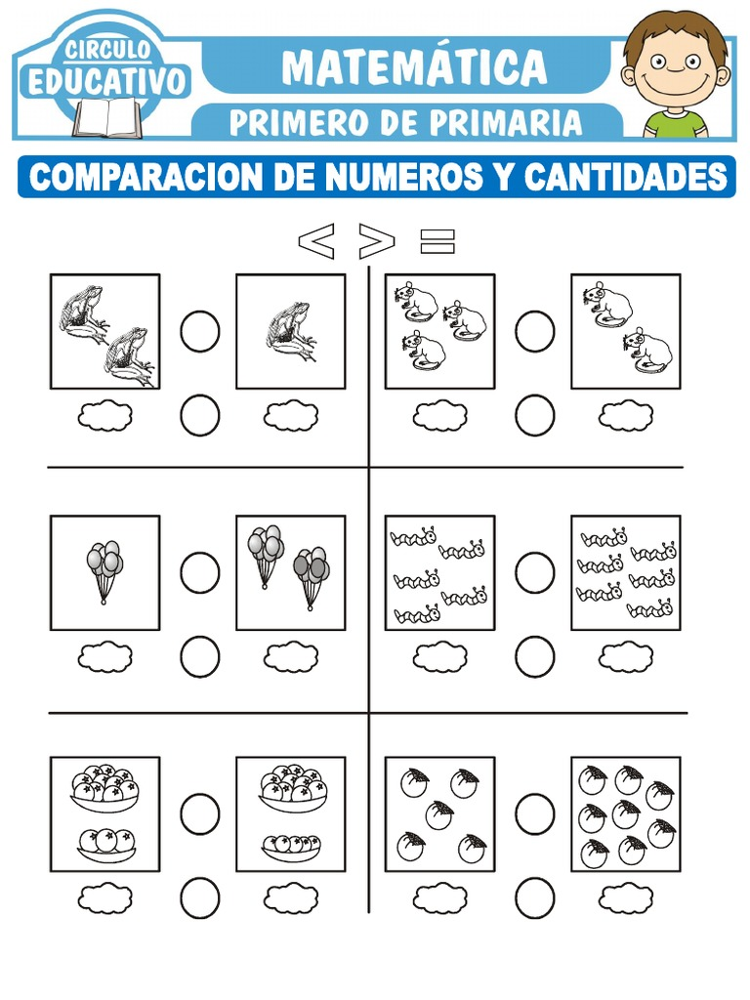 CIRCULO
EDUCATIVO
MATEMÁTICA
PRIMERO DE PRIMARIA
COMPARACION DE NUMEROS Y CANTIDADES
< > =